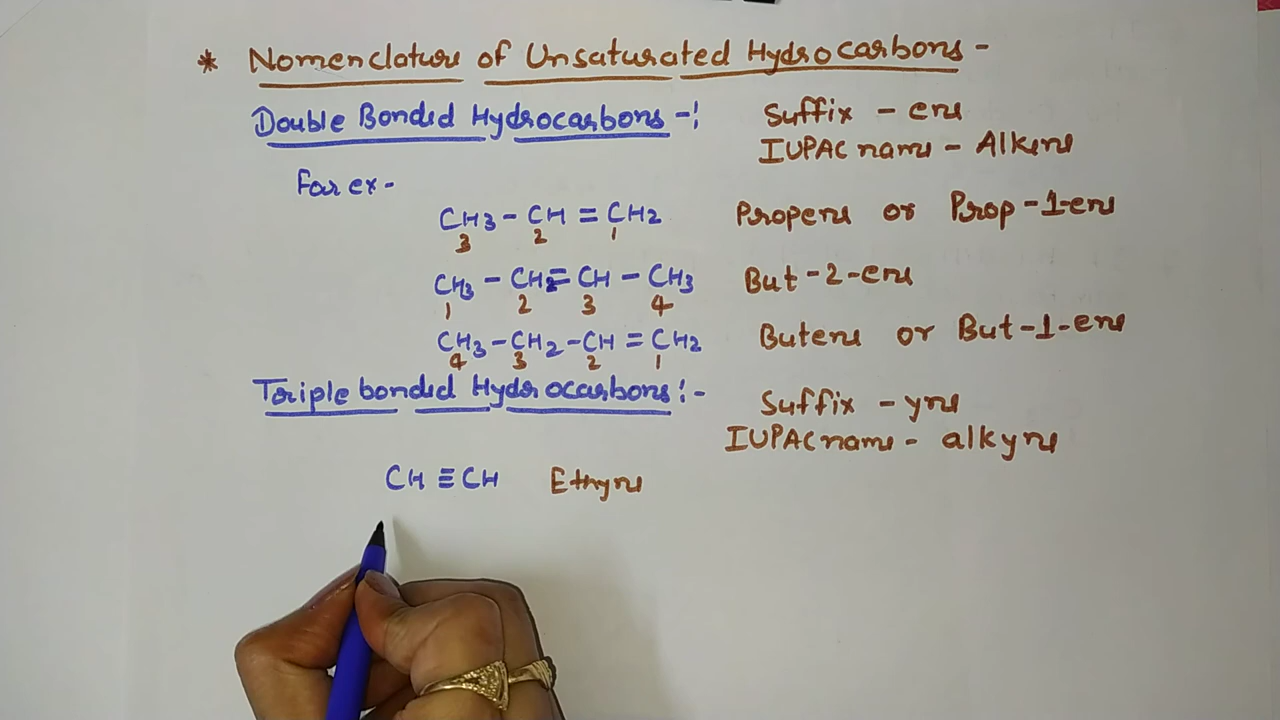 * Nomenclature of Unsaturated Hydrocarbons -
Double Bonded Hydrocarbons -:
Suffix - ene
IUPAC name - Alkene
For ex -
CH3 - CH = CH2 Propene or Prop-1-ene
3 2 1
CH3 - CH = CH - CH3 But-2-ene
1 2 3 4
CH3 - CH2 - CH = CH2 Butene or But-1-ene
4 3 2 1
Triple bonded Hydrocarbons :-
Suffix - yne
IUPAC name - alkyne
CH ≡ CH Ethyne